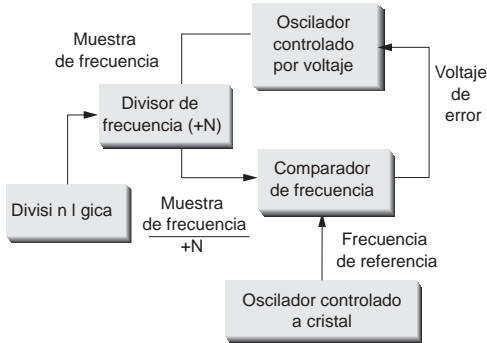 Oscilador
controlado
por voltaje
Muestra
de frecuencia
Voltaje
de
error
Divisor de
frecuencia (+N)
Comparador
de frecuencia
Divisi n l gica
Muestra
de frecuencia
+N
Frecuencia
de referencia
Oscilador controlado
a cristal